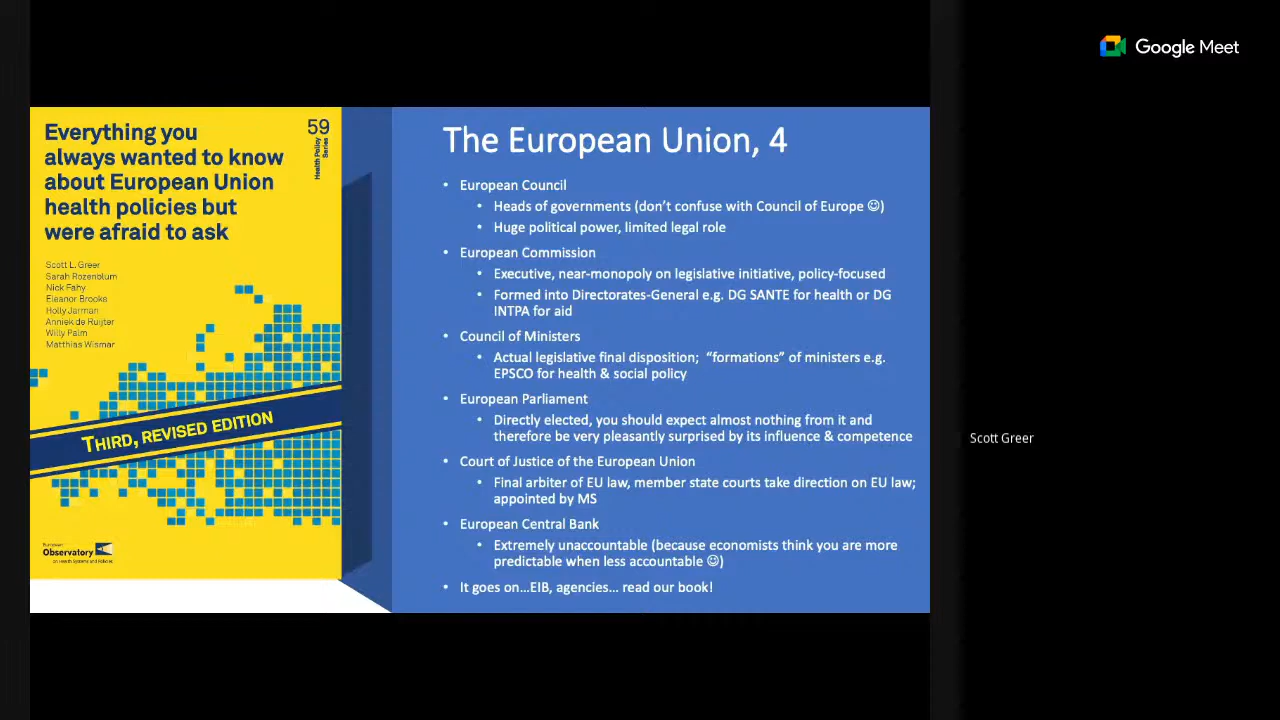 Google Meet
Everything you
always wanted to know
about European Union
health policies but
were afraid to ask
59
Health Policy
Series
Scott L. Greer
Sarah Rozenblum
Nick Fahy
Eleanor Brooks
Holly Jarman
Anniek de Ruijter
Willy Palm
Matthias Wismar
THIRD, REVISED EDITION
European
Observatory
on Health Systems and Policies
The European Union, 4
• European Council
• Heads of governments (don’t confuse with Council of Europe ☺)
• Huge political power, limited legal role
• European Commission
• Executive, near-monopoly on legislative initiative, policy-focused
• Formed into Directorates-General e.g. DG SANTE for health or DG
INTPA for aid
• Council of Ministers
• Actual legislative final disposition;  “formations” of ministers e.g.
EPSCO for health & social policy
• European Parliament
• Directly elected, you should expect almost nothing from it and
therefore be very pleasantly surprised by its influence & competence
• Court of Justice of the European Union
• Final arbiter of EU law, member state courts take direction on EU law;
appointed by MS
• European Central Bank
• Extremely unaccountable (because economists think you are more
predictable when less accountable ☺)
• It goes on…EIB, agencies… read our book!
Scott Greer